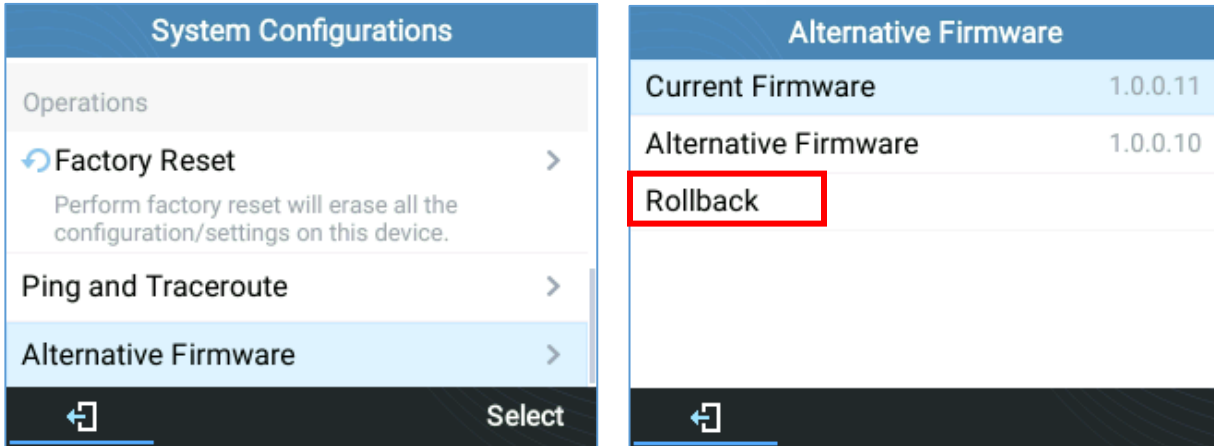 System Configurations
Operations
Factory Reset
Perform factory reset will erase all the
configuration/settings on this device.
Ping and Traceroute
Alternative Firmware
Select
Alternative Firmware
Current Firmware 1.0.0.11
Alternative Firmware 1.0.0.10
Rollback